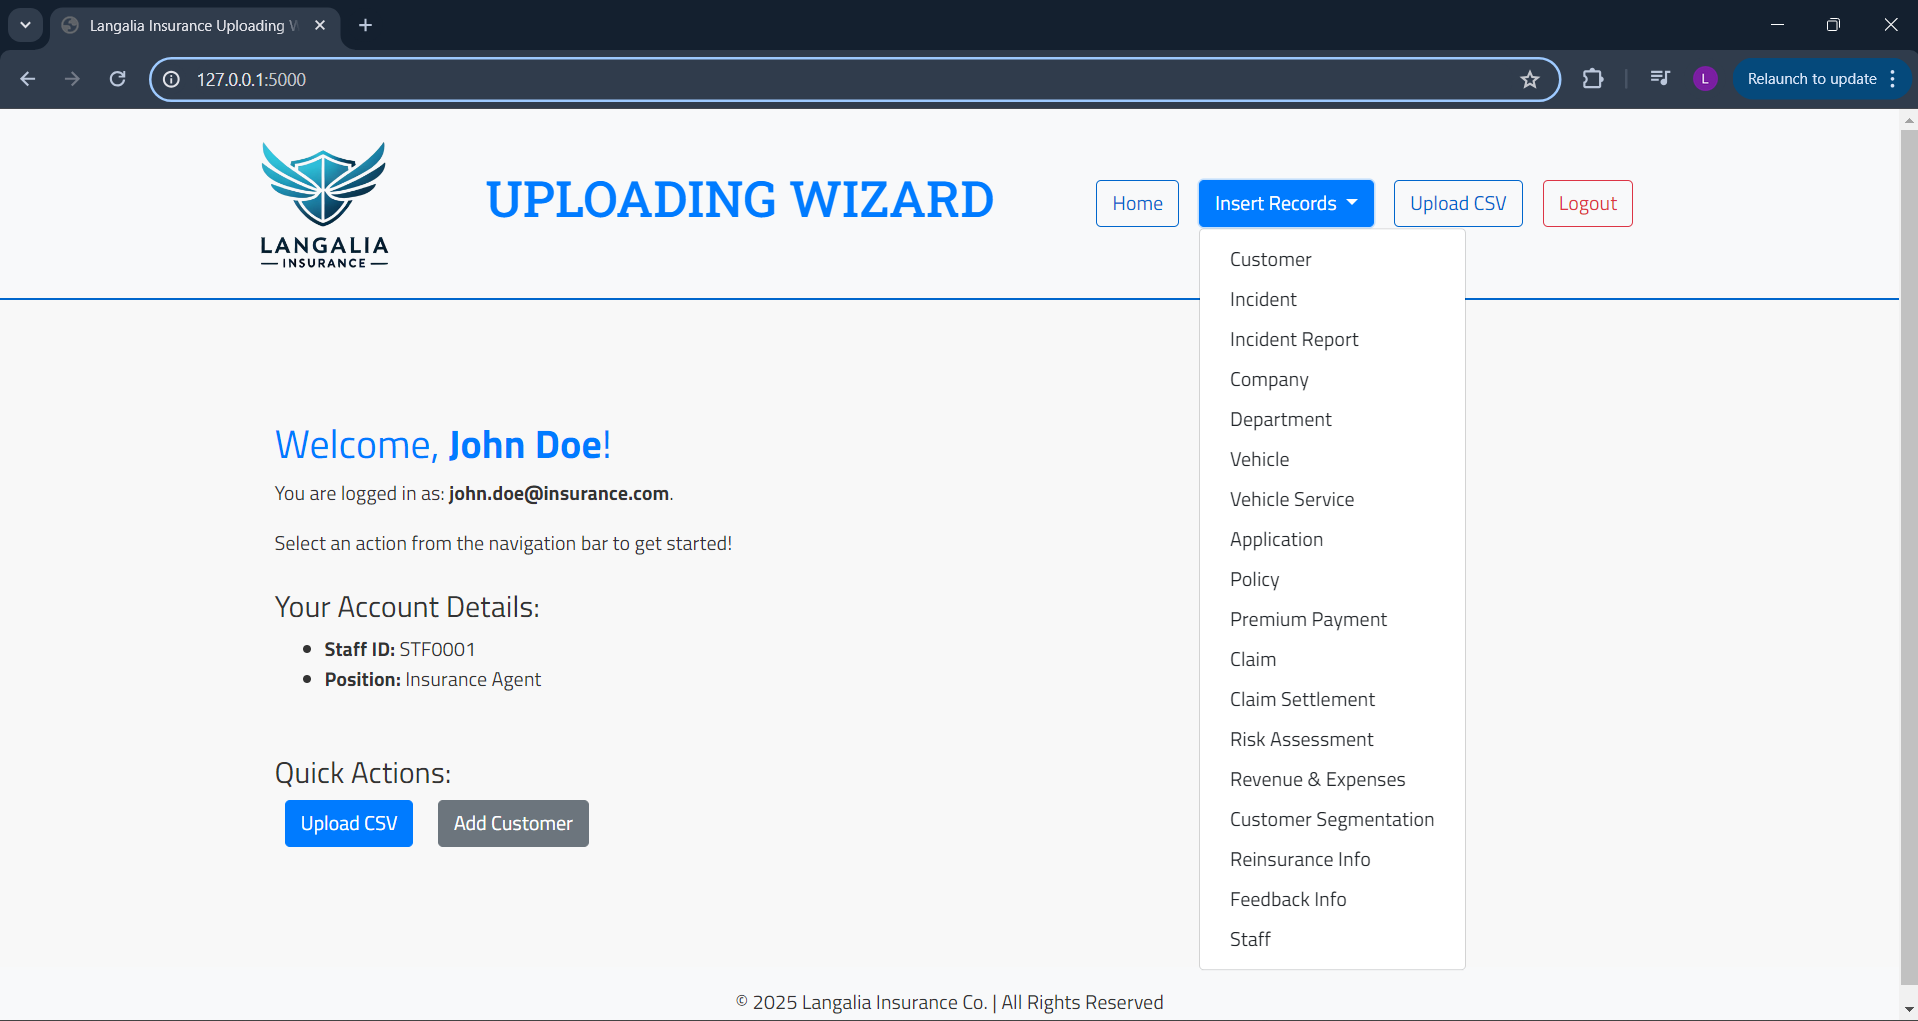 Langalia Insurance Uploading W
127.0.0.1:5000
L
Relaunch to update
LANGALIA
INSURANCE
UPLOADING WIZARD
Home
Insert Records
Upload CSV
Logout
Customer
Incident
Incident Report
Company
Department
Vehicle
Vehicle Service
Application
Policy
Premium Payment
Claim
Claim Settlement
Risk Assessment
Revenue & Expenses
Customer Segmentation
Reinsurance Info
Feedback Info
Staff
Welcome, John Doe!
You are logged in as: john.doe@insurance.com.
Select an action from the navigation bar to get started!
Your Account Details:
Staff ID: STF0001
Position: Insurance Agent
Quick Actions:
Upload CSV
Add Customer
© 2025 Langalia Insurance Co. | All Rights Reserved